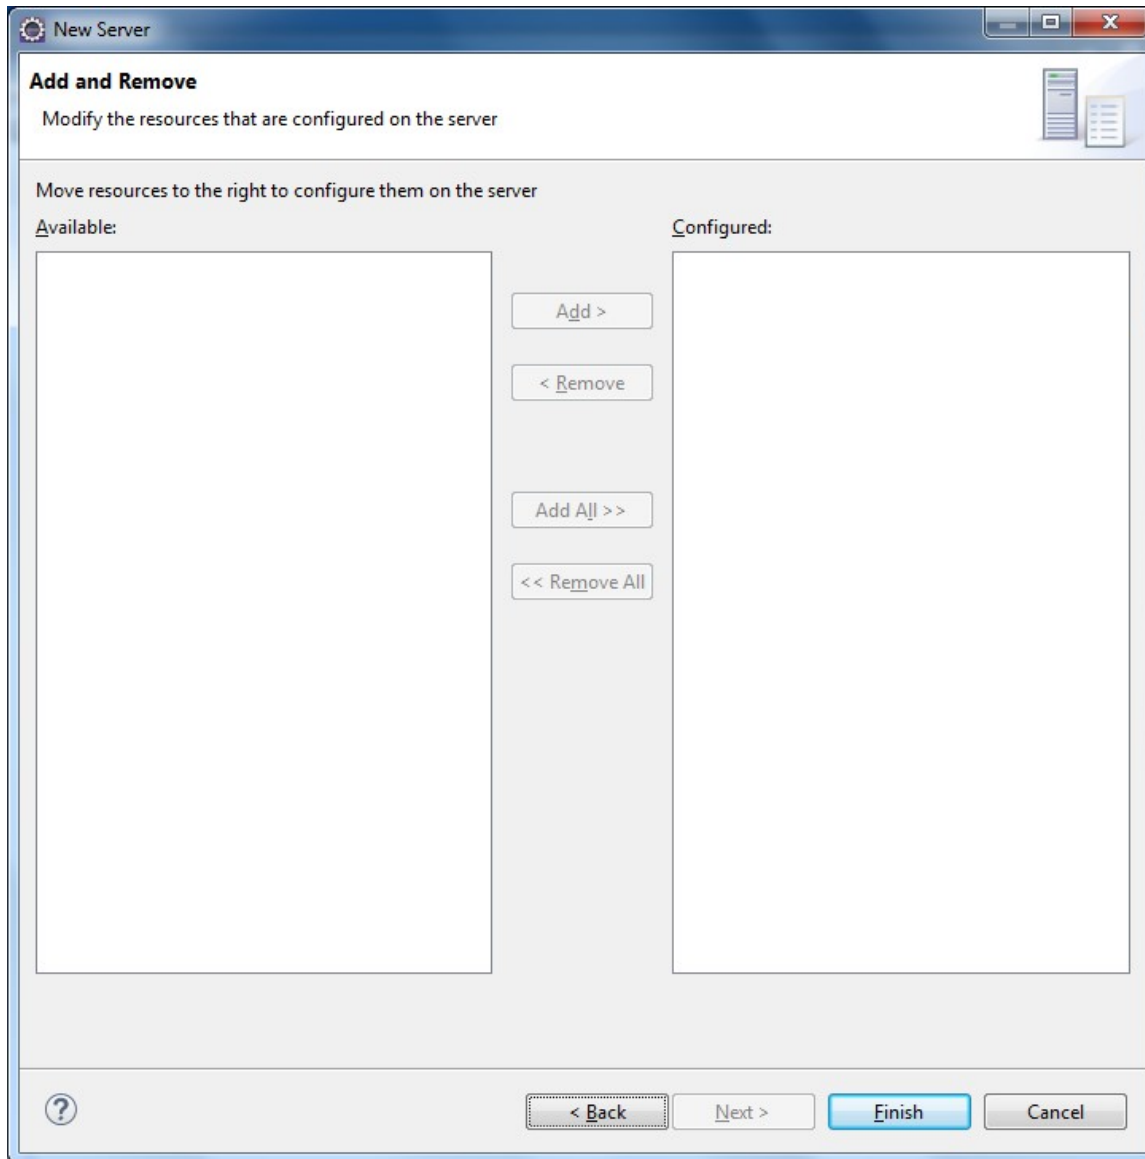 New Server
Add and Remove
Modify the resources that are configured on the server
Move resources to the right to configure them on the server
Available:
Configured:
Add >
< Remove
Add All >>
<< Remove All
?
< Back
Next >
Finish
Cancel